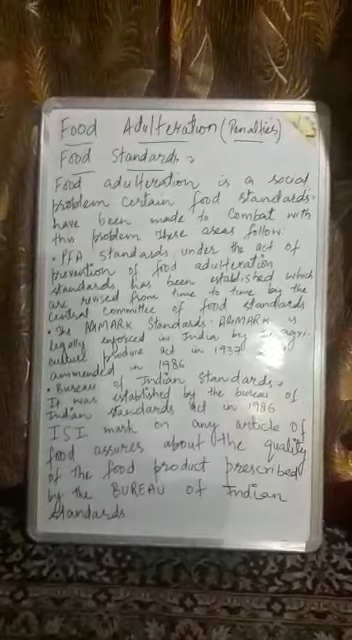 Food Adulteration (Penalties)
Food Standards :
Food adulteration is a social
problem certain food standards
have been made to combat with
this problem These areas follow:
• PFA standards under the act of
prevention of food adulteration
standards has been established which
are revised from time to time by the
central committee of food standards
• The AGMARK Standards : AGMARK is
legally enforced in India by agri-
culture produce act in 1937
ammended in 1986
• Bureau of Indian Standards :
It was established by the bureau of
Indian standards act in 1986
ISI mark on any article of
food assures about the quality
of the food product prescribed
by the BUREAU of Indian
standards